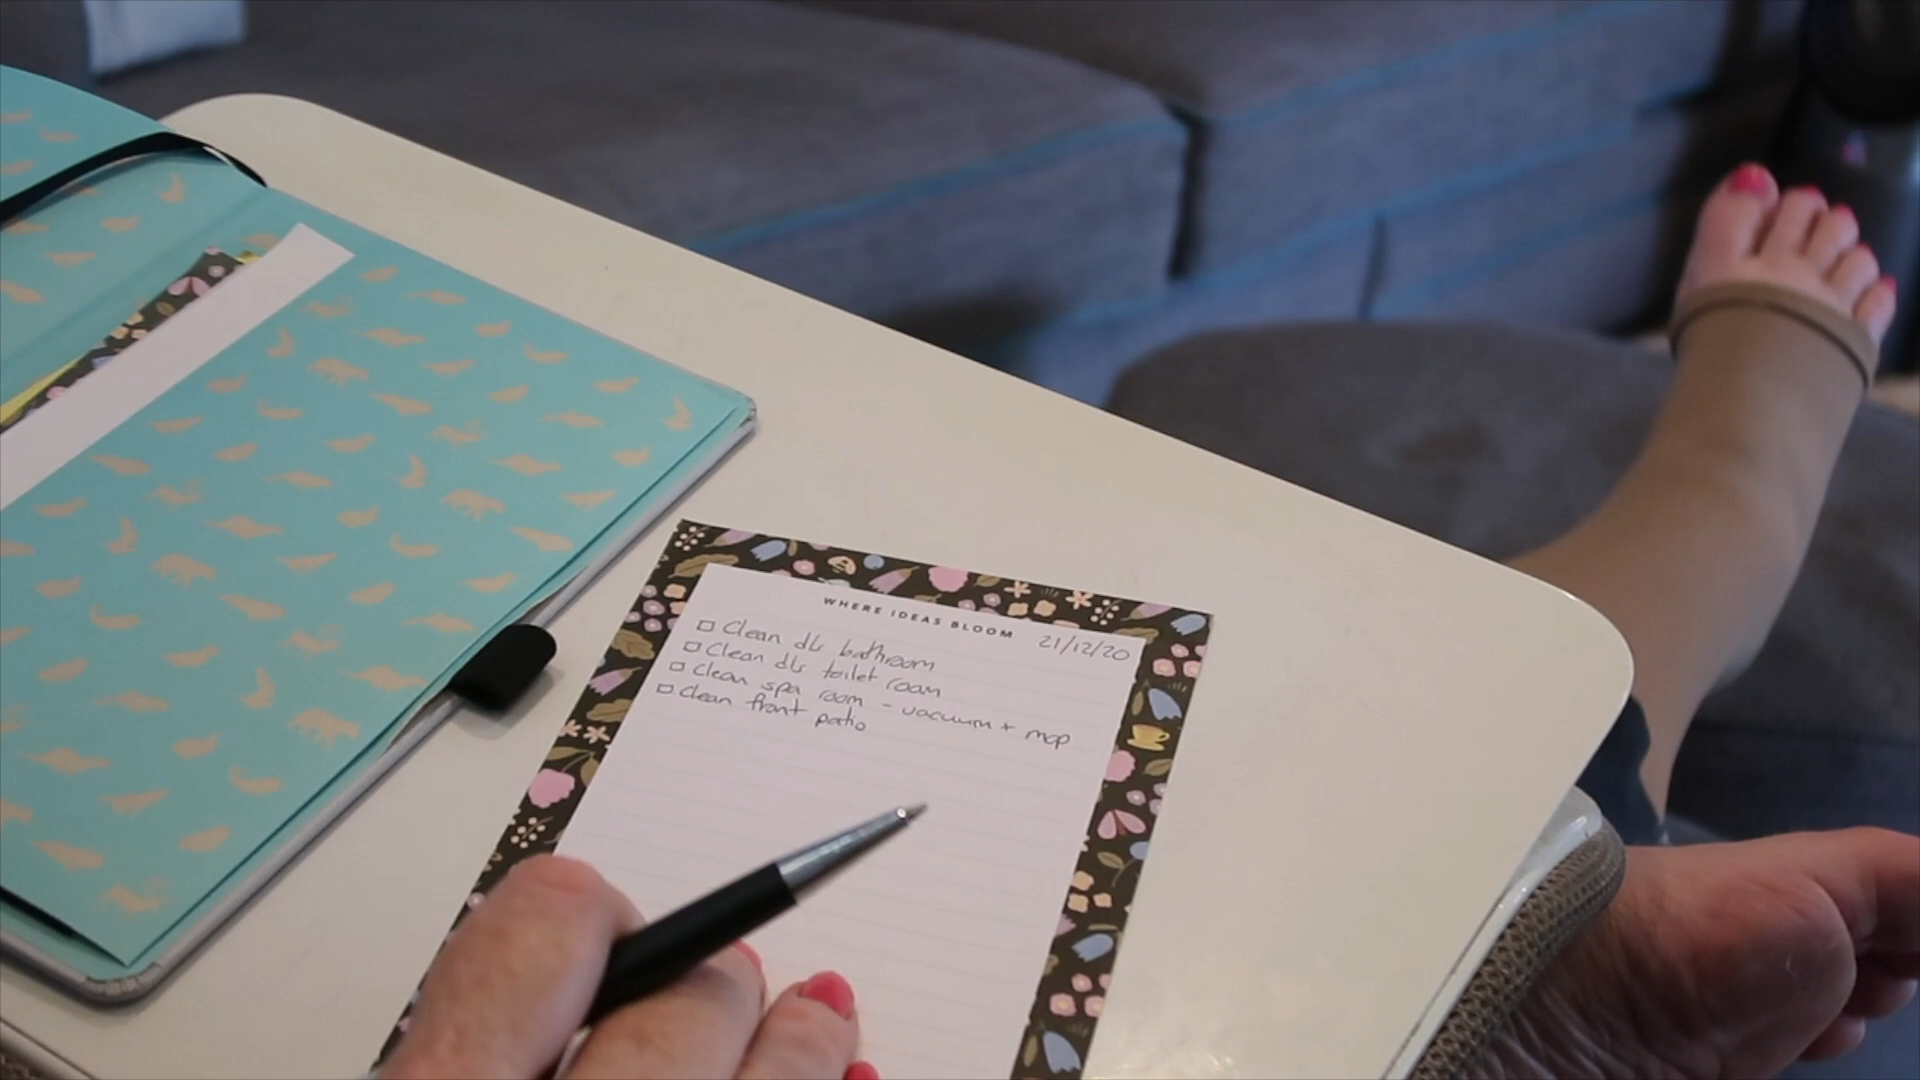 WHERE IDEAS BLOOM
21/12/20
☐ Clean d/s bathroom
☐ Clean d/s toilet room
☐ Clean spa room - vacuum + mop
☐ Clean front patio